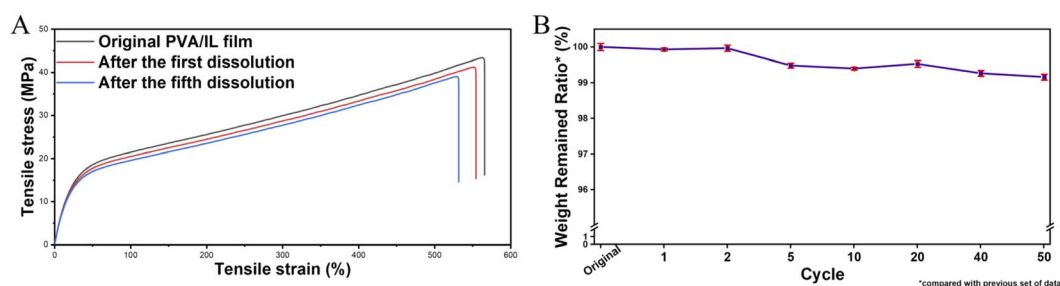 A
Original PVA/IL film
After the first dissolution
After the fifth dissolution
Tensile stress (MPa)
50
40
30
20
10
0
0 100 200 300 400 500 600
Tensile strain (%)
B
Weight Remained Ratio* (%)
100
99
98
97
96
1
0
Original 1 2 5 10 20 40 50
Cycle
*compared with previous set of data